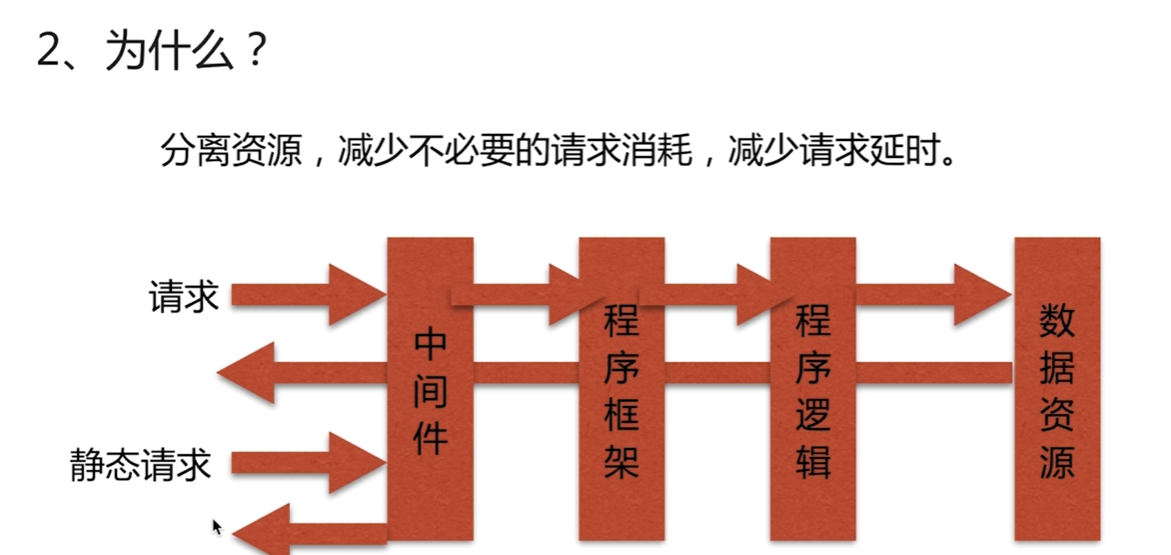 2、为什么？
分离资源，减少不必要的请求消耗，减少请求延时。
请求
中间件
程序框架
程序逻辑
数据资源
静态请求